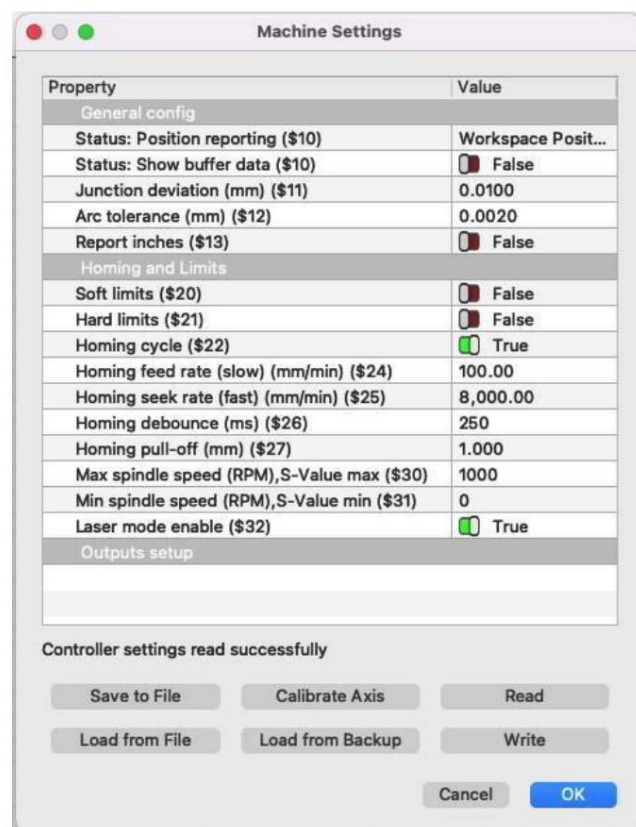 Machine Settings
Property Value
General config
Status: Position reporting ($10) Workspace Posit...
Status: Show buffer data ($10) False
Junction deviation (mm) ($11) 0.0100
Arc tolerance (mm) ($12) 0.0020
Report inches ($13) False
Homing and Limits
Soft limits ($20) False
Hard limits ($21) False
Homing cycle ($22) True
Homing feed rate (slow) (mm/min) ($24) 100.00
Homing seek rate (fast) (mm/min) ($25) 8,000.00
Homing debounce (ms) ($26) 250
Homing pull-off (mm) ($27) 1.000
Max spindle speed (RPM),S-Value max ($30) 1000
Min spindle speed (RPM),S-Value min ($31) 0
Laser mode enable ($32) True
Outputs setup
Controller settings read successfully
Save to File Calibrate Axis Read
Load from File Load from Backup Write
Cancel OK